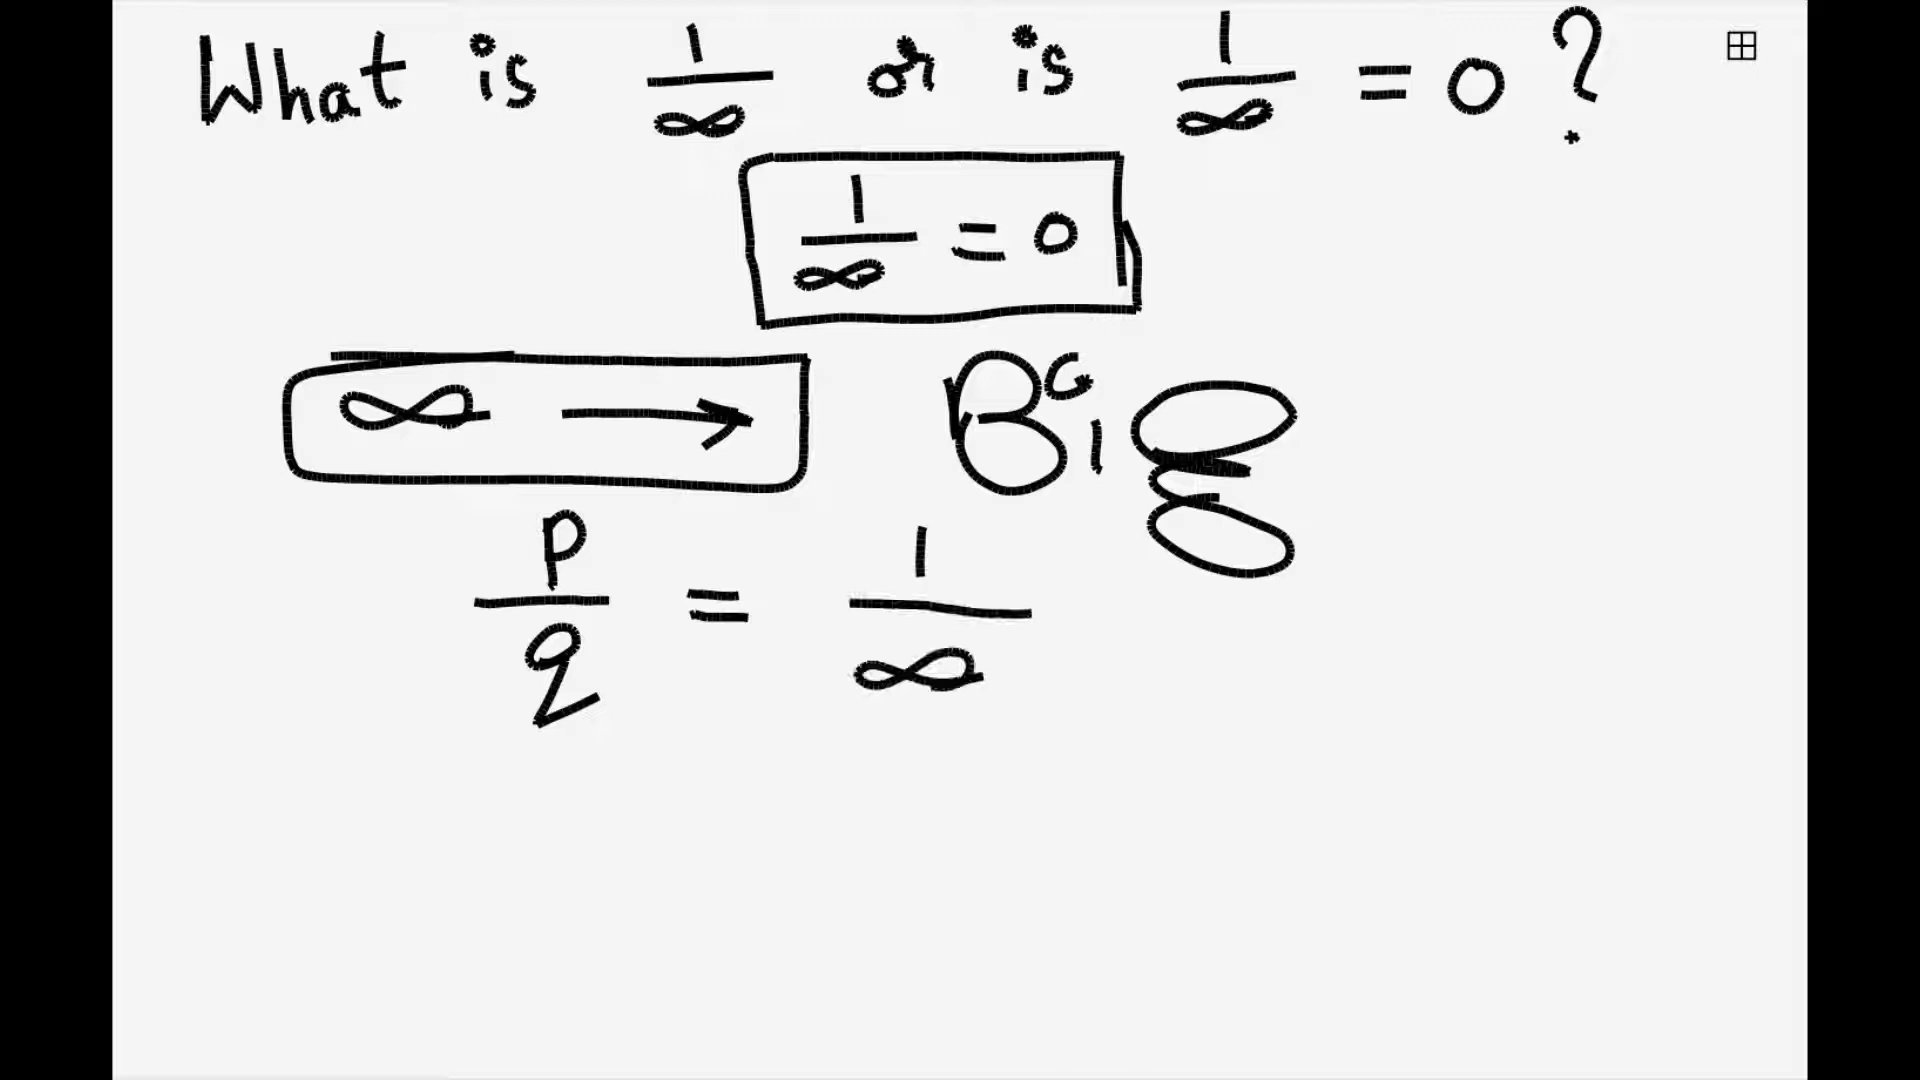 What is 1/∞ or is 1/∞ = 0 ?
1/∞ = 0
∞ → Big
p/q = 1/∞